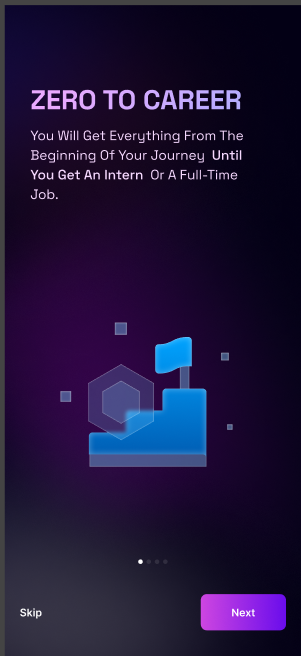 ZERO TO CAREER
You Will Get Everything From The
Beginning Of Your Journey Until
You Get An Intern Or A Full-Time
Job.
Skip
Next